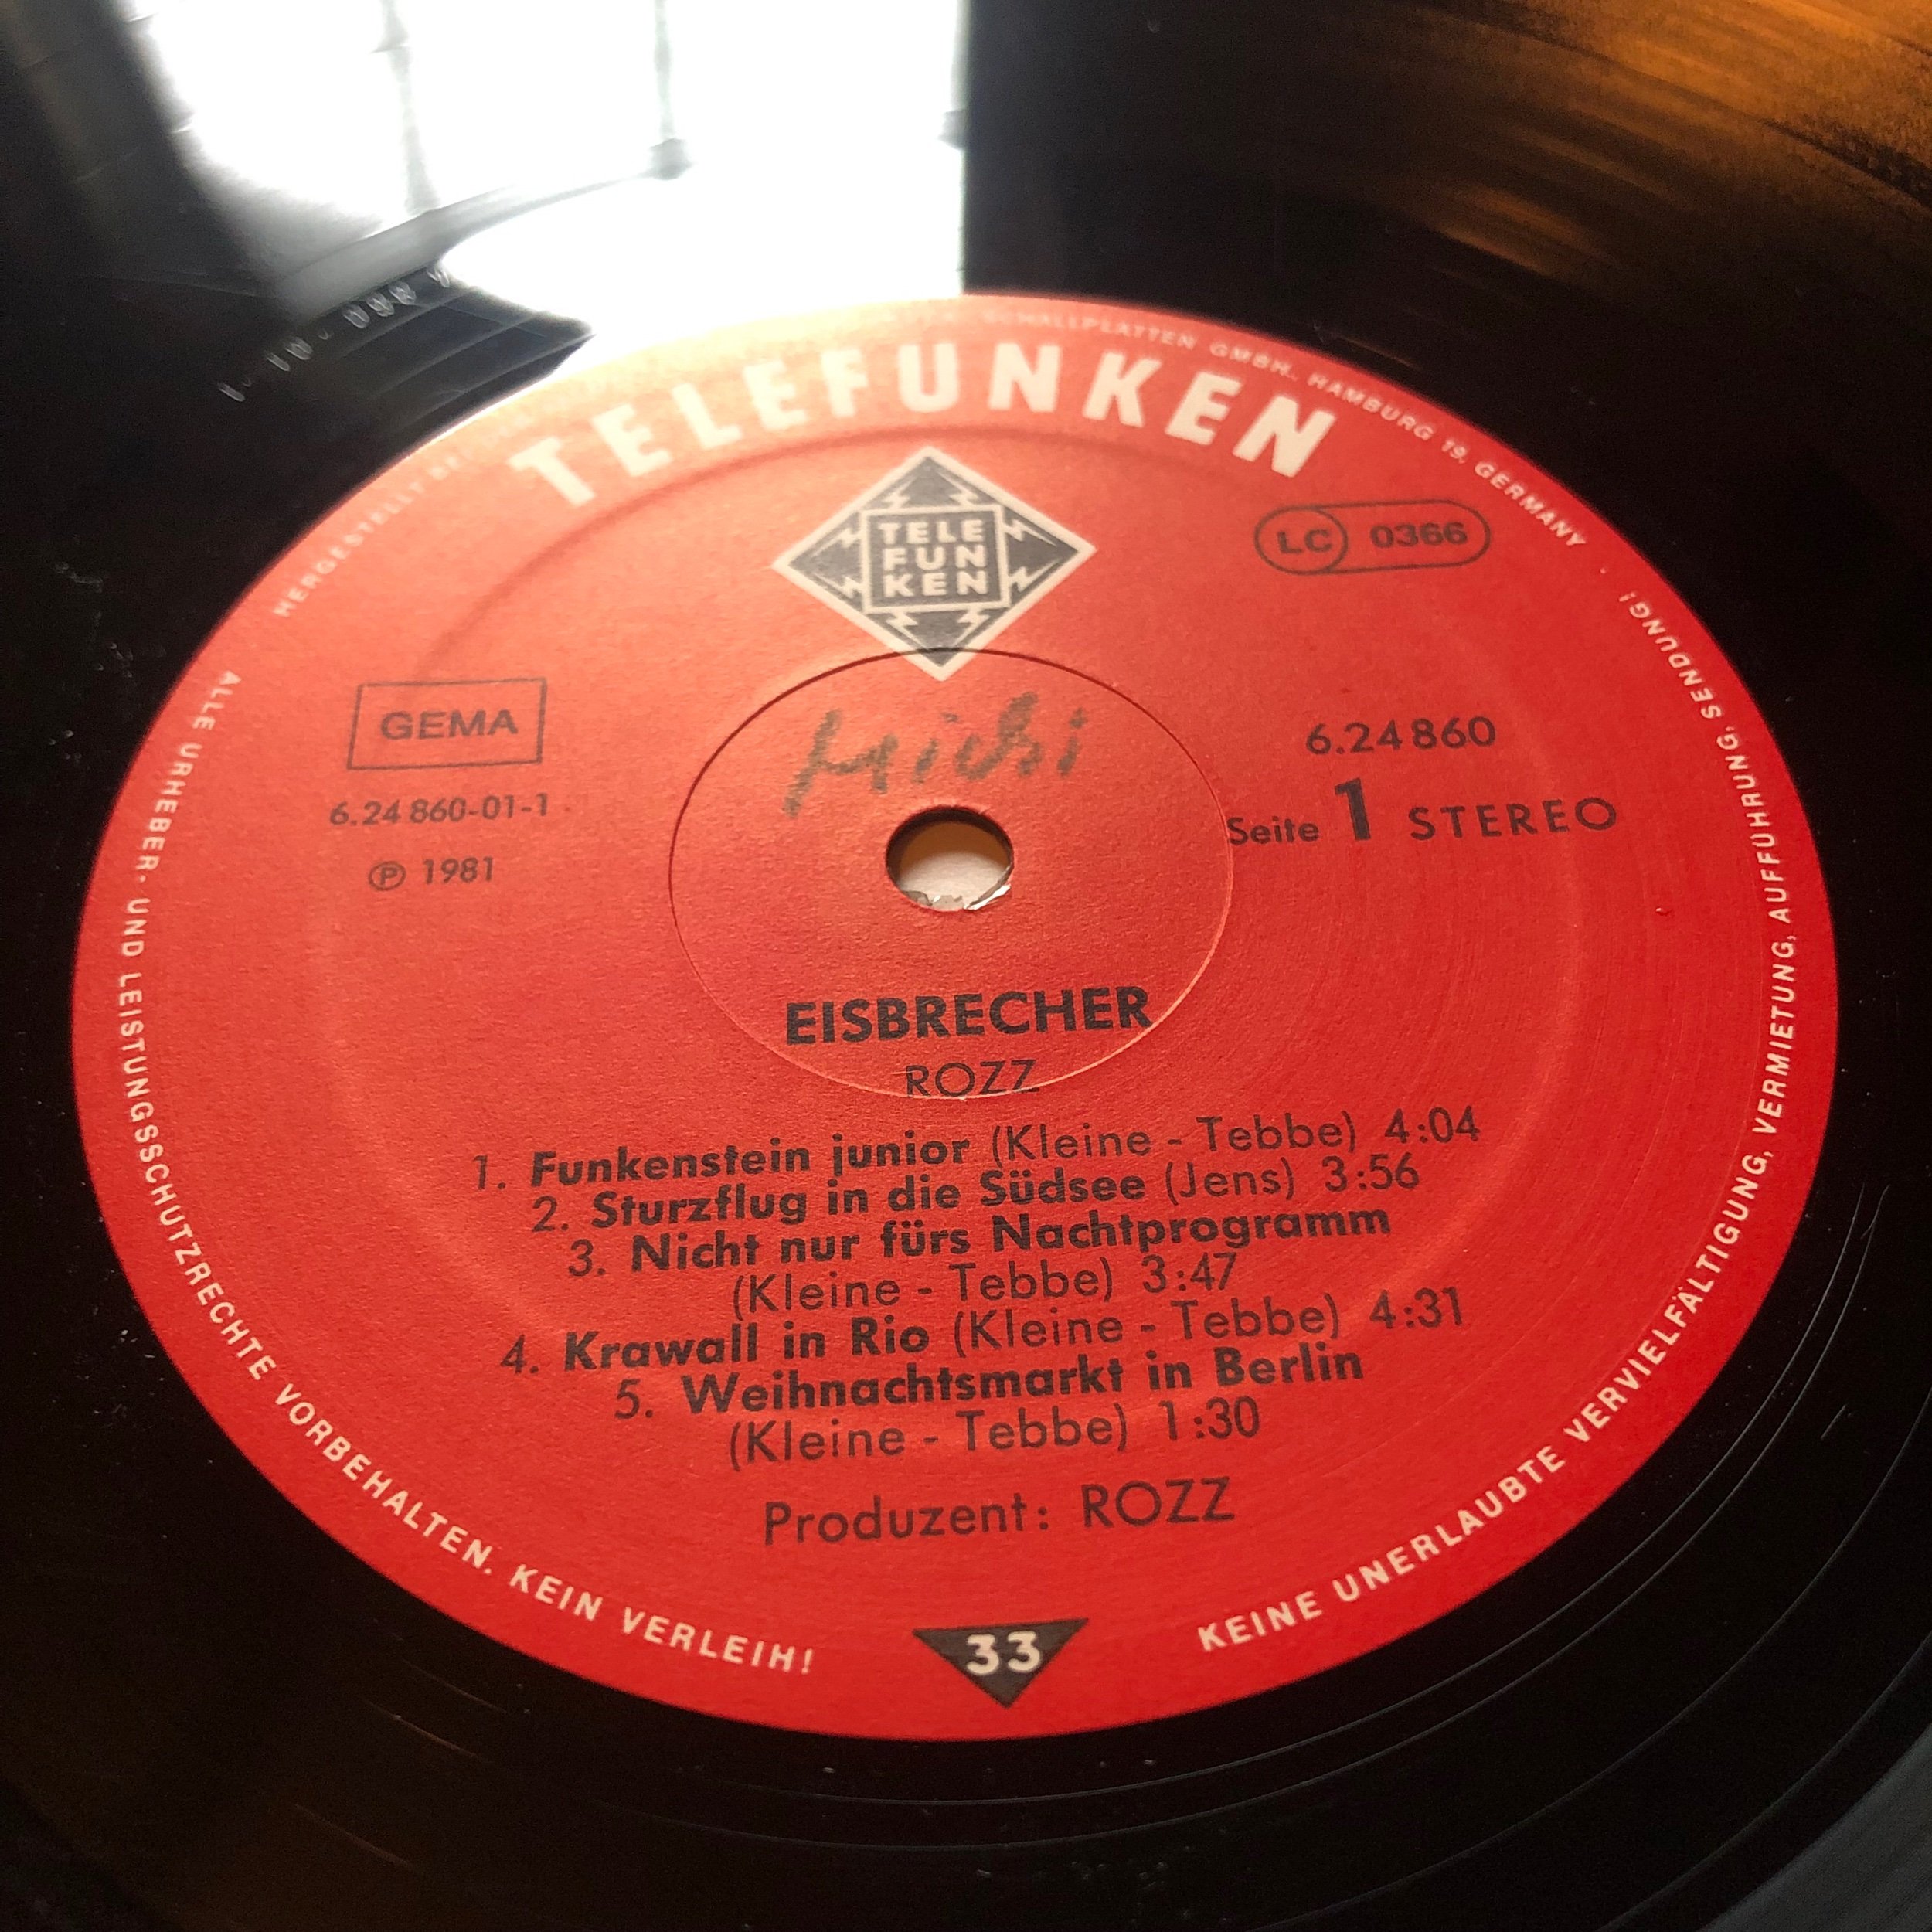 HERGESTELLT BEI
SCHALLPLATTEN GMBH., HAMBURG 19, GERMANY
TELEFUNKEN
TELE
FUN
KEN
LC 0366
GEMA
6.24 860-01-1
Ⓟ 1981
Michi
6.24860
Seite 1 STEREO
EISBRECHER
ROZZ
1. Funkenstein junior (Kleine - Tebbe) 4:04
2. Sturzflug in die Südsee (Jens) 3:56
3. Nicht nur fürs Nachtprogramm
(Kleine - Tebbe) 3:47
4. Krawall in Rio (Kleine - Tebbe) 4:31
5. Weihnachtsmarkt in Berlin
(Kleine - Tebbe) 1:30
Produzent: ROZZ
33
ALLE URHEBER- UND LEISTUNGSSCHUTZRECHTE VORBEHALTEN. KEIN VERLEIH!
KEINE UNERLAUBTE VERVIELFÄLTIGUNG, VERMIETUNG, AUFFÜHRUNG, SENDUNG!